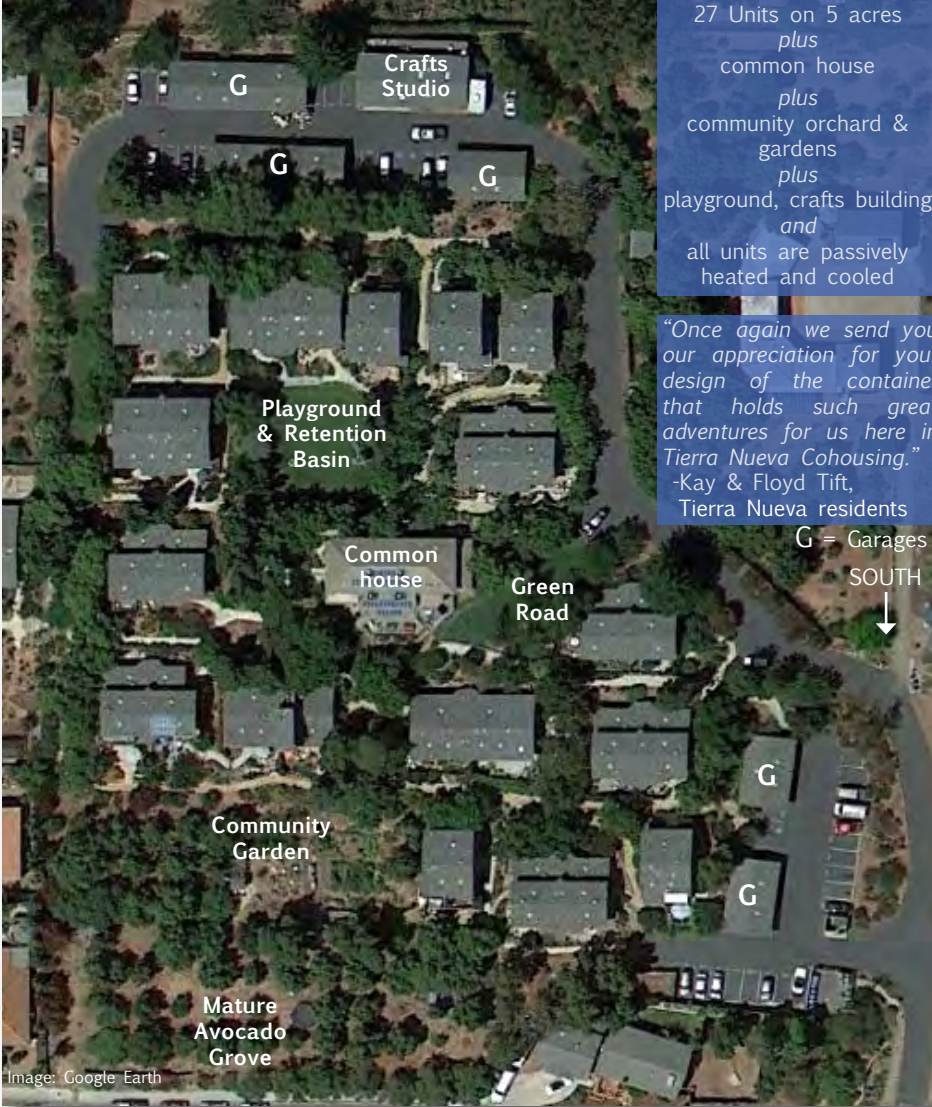 27 Units on 5 acres
plus
common house
plus
community orchard &
gardens
plus
playground, crafts building
and
all units are passively
heated and cooled
“Once again we send you
our appreciation for you
design of the containe
that holds such grea
adventures for us here in
Tierra Nueva Cohousing.”
-Kay & Floyd Tift,
Tierra Nueva residents
G = Garages
SOUTH
G
Crafts
Studio
G
G
Playground
& Retention
Basin
Common
house
Green
Road
G
Community
Garden
G
Mature
Avocado
Grove
Image: Google Earth